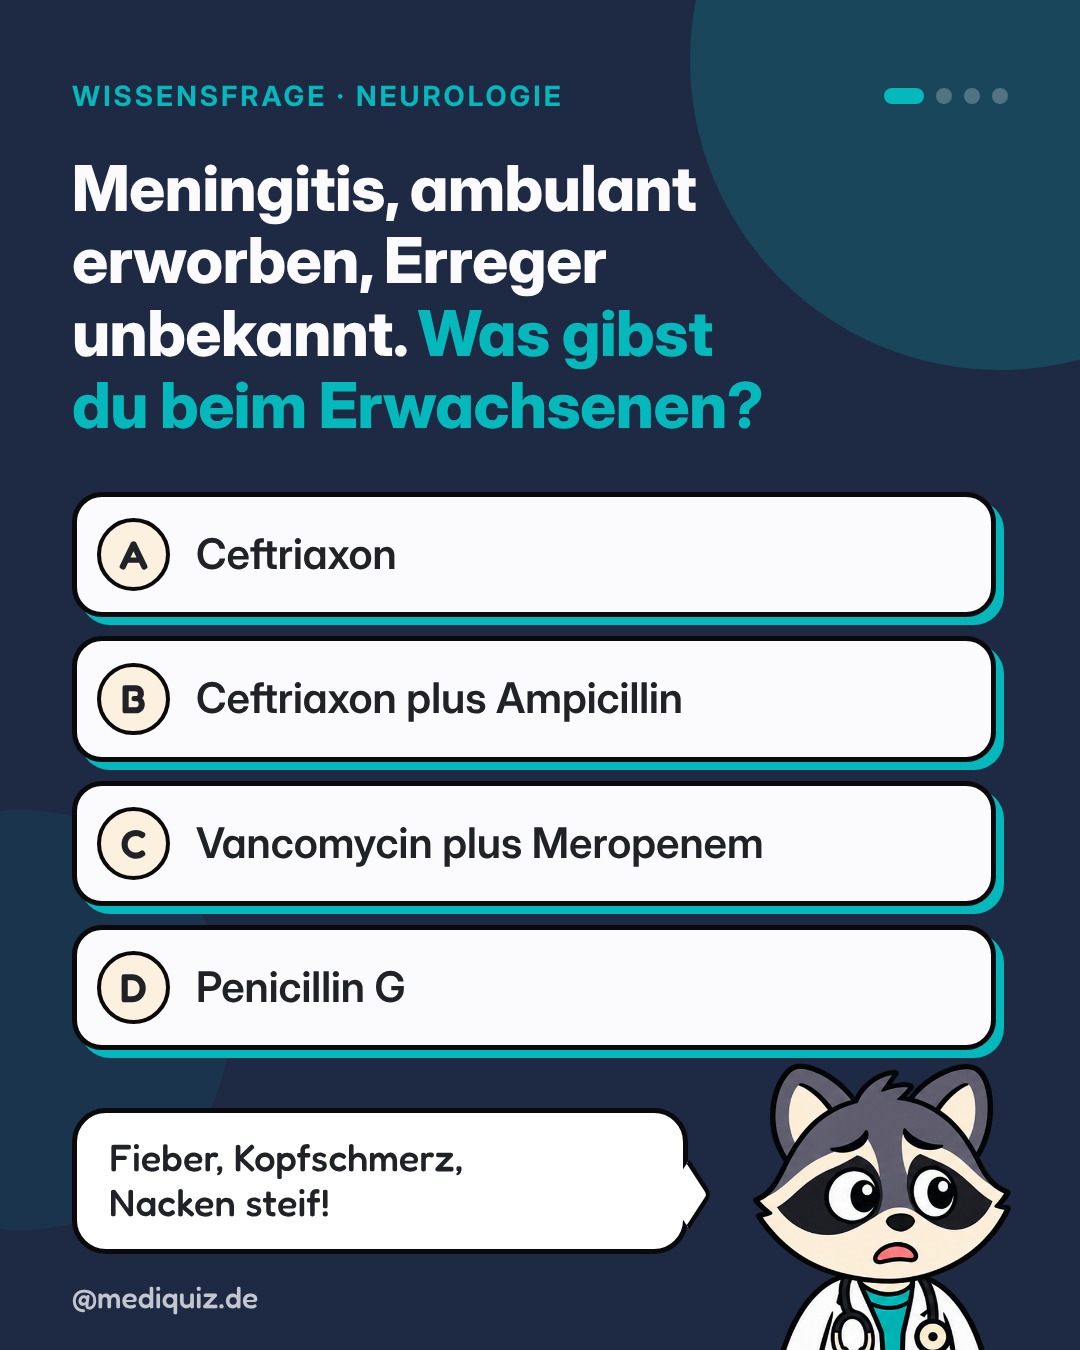 WISSENSFRAGE · NEUROLOGIE
Meningitis, ambulant
erworben, Erreger
unbekannt. Was gibst
du beim Erwachsenen?
A Ceftriaxon
B Ceftriaxon plus Ampicillin
C Vancomycin plus Meropenem
D Penicillin G
Fieber, Kopfschmerz,
Nacken steif!
@mediquiz.de